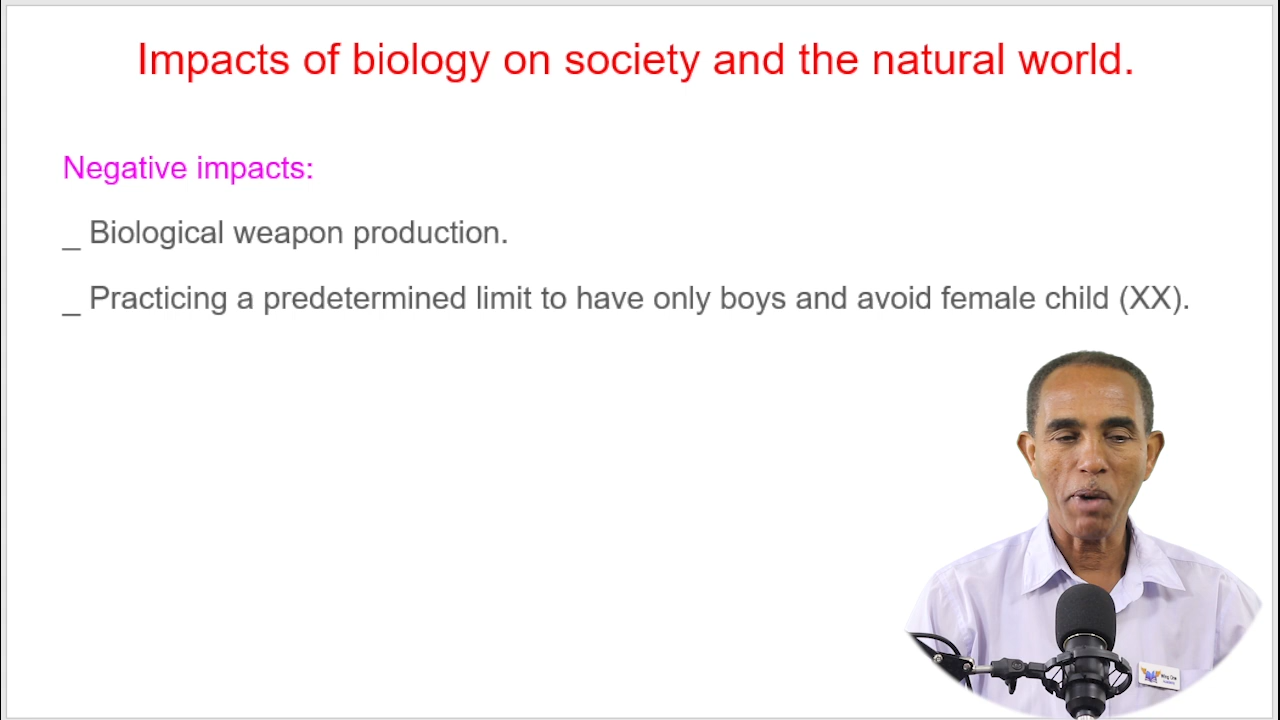 Impacts of biology on society and the natural world.
Negative impacts:
_ Biological weapon production.
_ Practicing a predetermined limit to have only boys and avoid female child (XX).